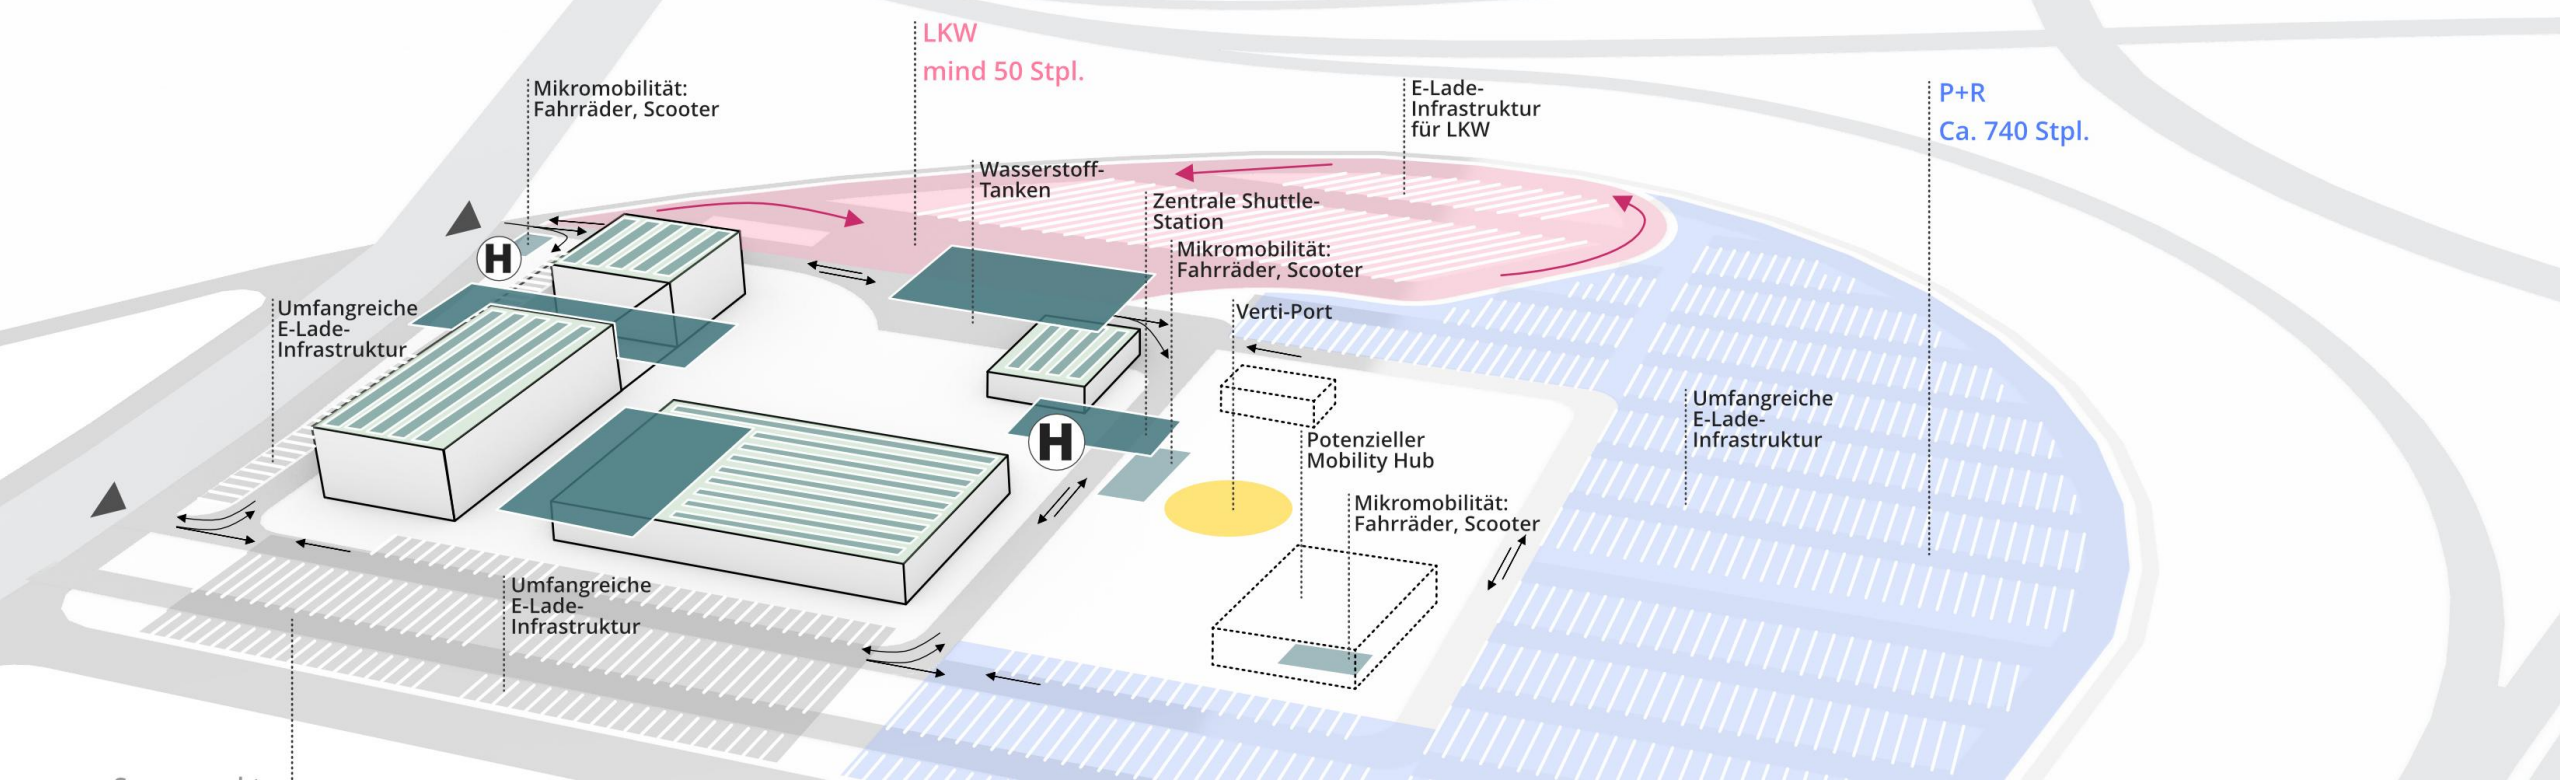 LKW
mind 50 Stpl.
Mikromobilität:
Fahrräder, Scooter
E-Lade-
Infrastruktur
für LKW
P+R
Ca. 740 Stpl.
Wasserstoff-
Tanken
Zentrale Shuttle-
Station
Mikromobilität:
Fahrräder, Scooter
H
Umfangreiche
E-Lade-
Infrastruktur
Verti-Port
Umfangreiche
E-Lade-
Infrastruktur
H
Potenzieller
Mobility Hub
Mikromobilität:
Fahrräder, Scooter
Umfangreiche
E-Lade-
Infrastruktur